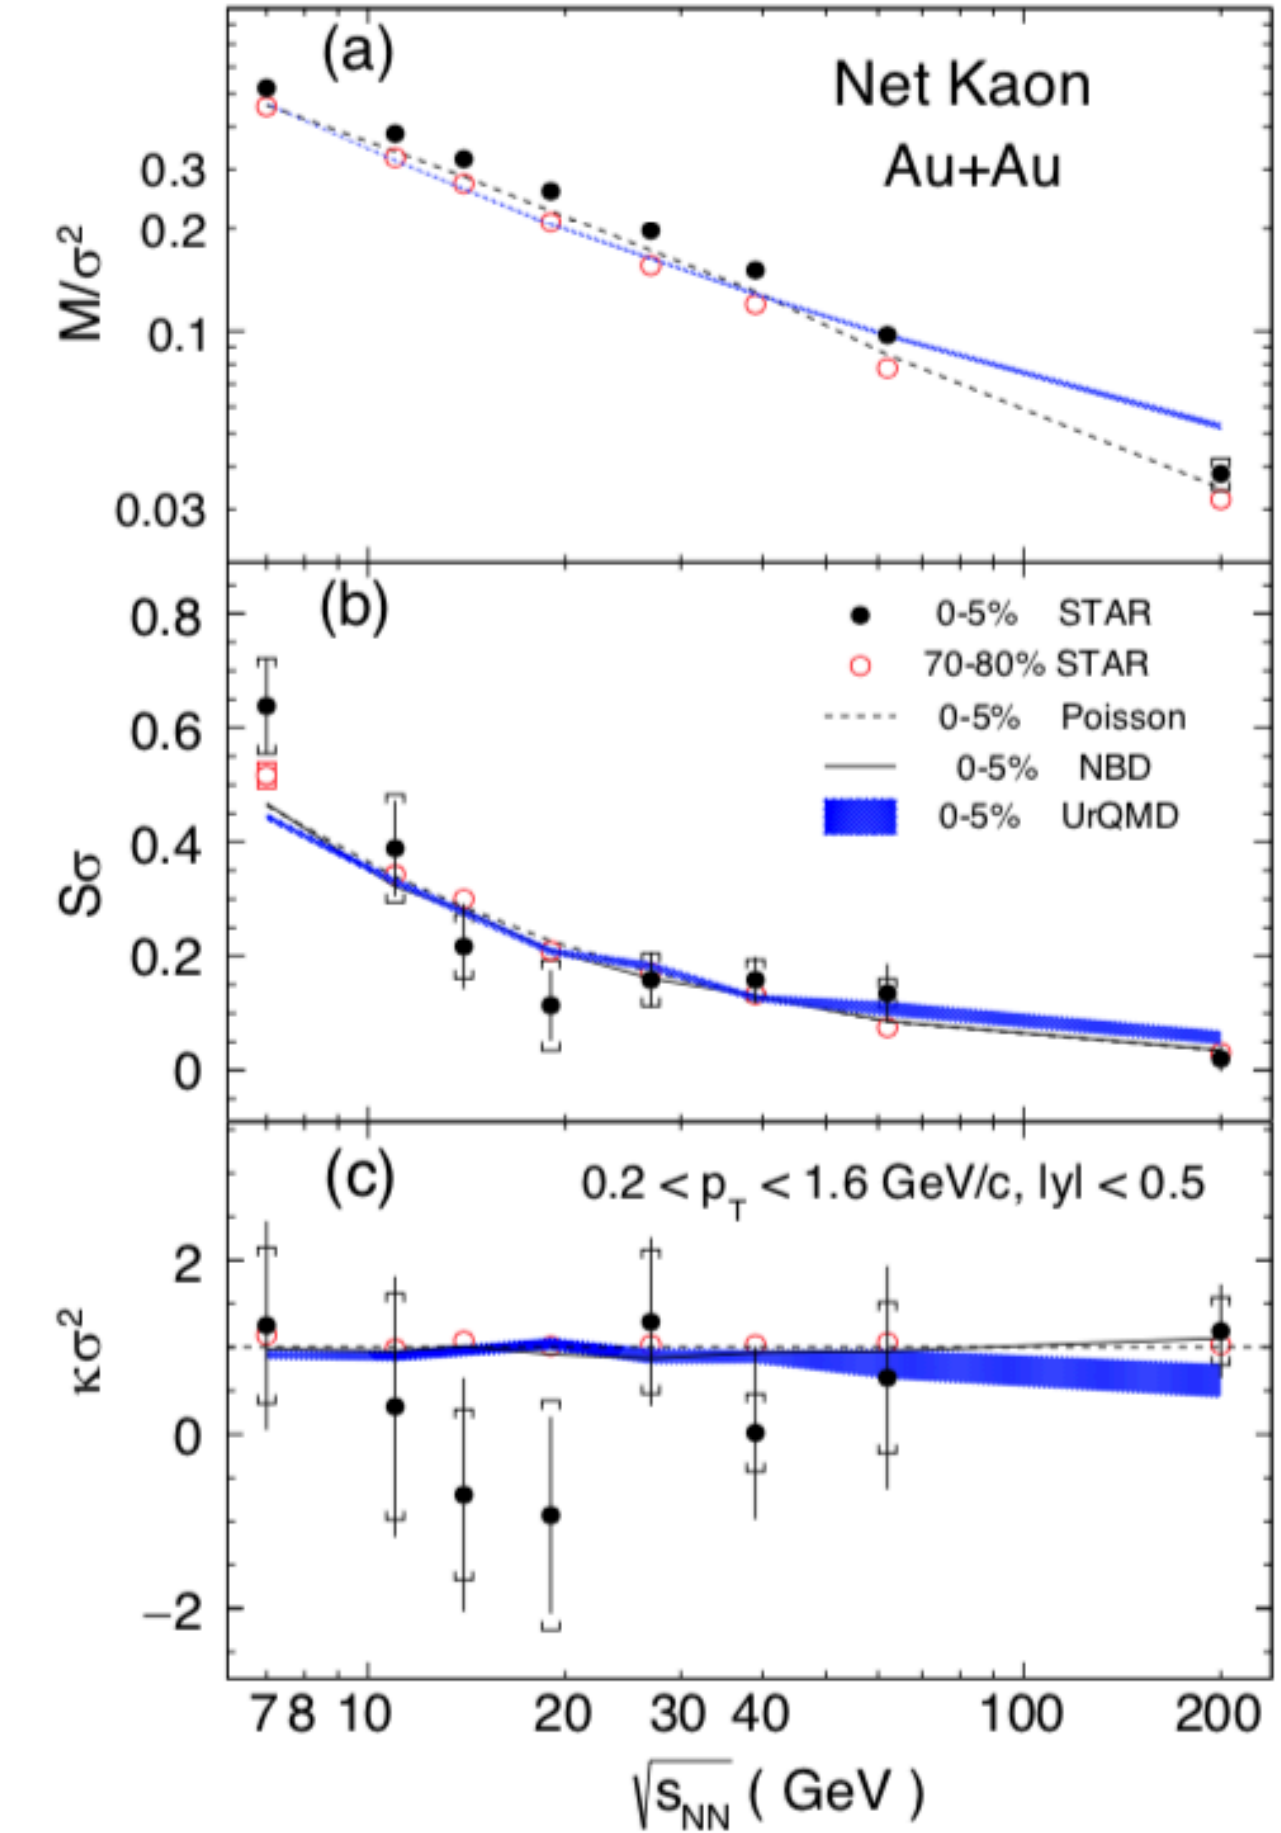 (a)
Net Kaon
Au+Au
M/σ²
0.3
0.2
0.1
0.03
(b)
0-5% STAR
70-80% STAR
0-5% Poisson
0-5% NBD
0-5% UrQMD
Sσ
0.8
0.6
0.4
0.2
0
(c)
0.2 < p_T < 1.6 GeV/c, |y| < 0.5
κσ²
2
0
−2
7 8 10 20 30 40 100 200
√s_NN ( GeV )